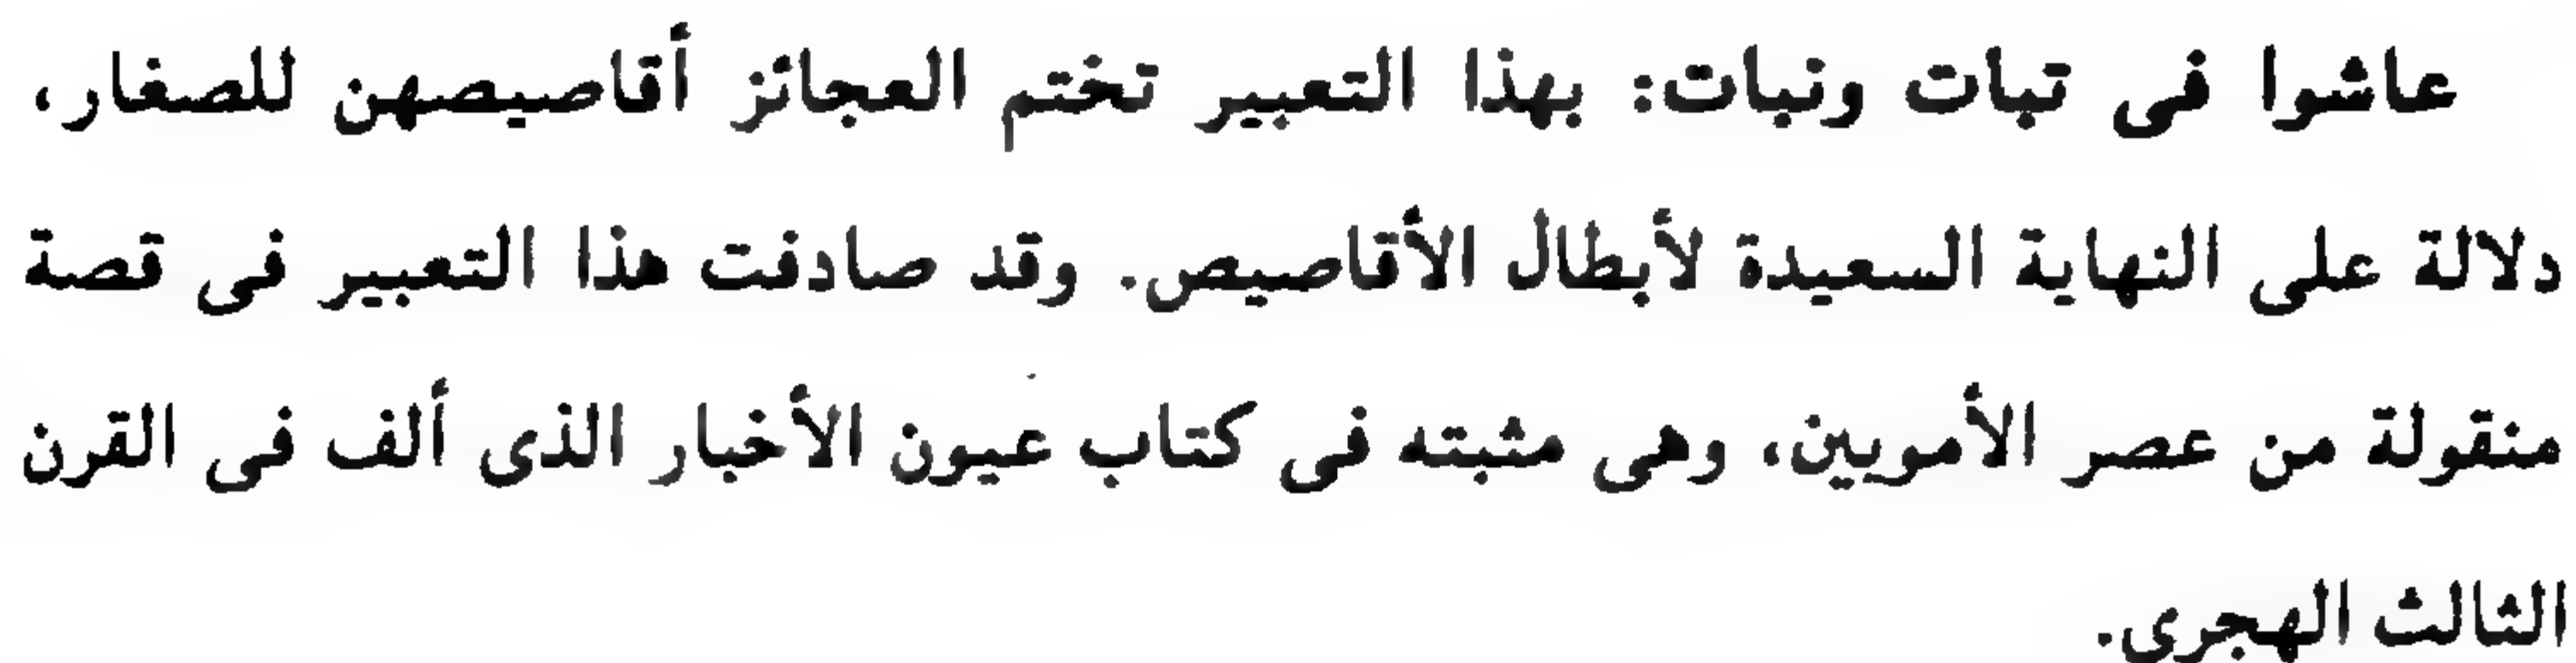 عاشوا فى تبات ونبات: بهذا التعبير تختم العجائز أقاصيصهن للصغار،
دلالة على النهاية السعيدة لأبطال الأقاصيص. وقد صادفت هذا التعبير فى قصة
منقولة من عصر الأمويين، وهى مثبته فى كتاب عيون الأخبار الذى ألف فى القرن
الثالث الهجرى.